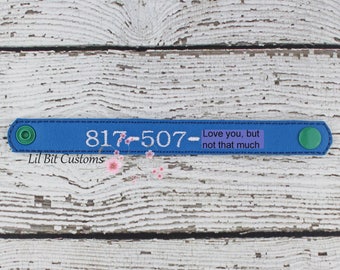 817-507-
Love you, but
not that much
Lil Bit Customs